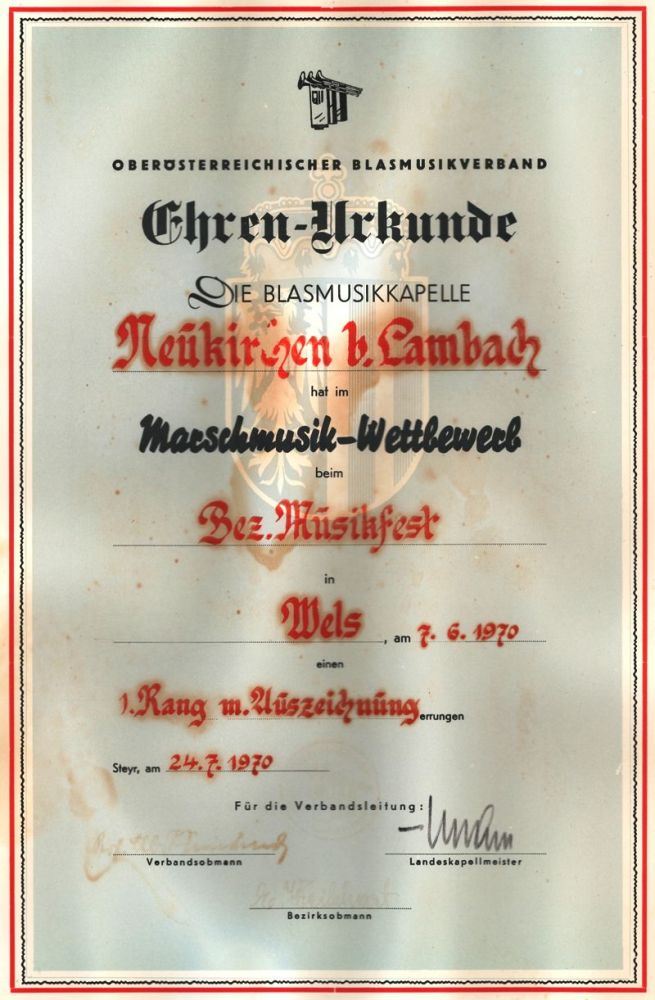 OBERÖSTERREICHISCHER BLASMUSIKVERBAND
Ehren-Urkunde
DIE BLASMUSIKKAPELLE
Neukirchen b. Lambach
hat im
Marschmusik-Wettbewerb
beim
Bez. Musikfest
in
Wels, am 7. 6. 1970
einen
1. Rang m. Auszeichnung errungen
Steyr, am 24. 7. 1970
Für die Verbandsleitung:
Verbandsobmann
Landeskapellmeister
Bezirksobmann